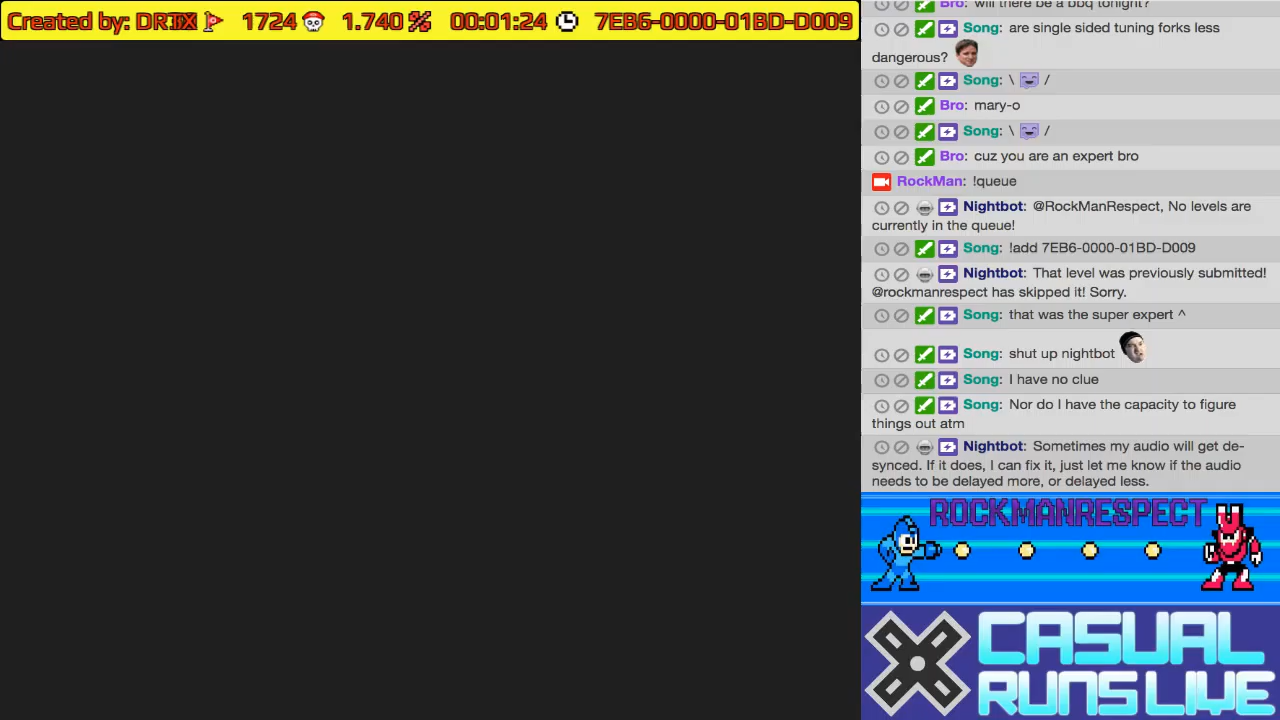 Created by: DR
1724
1.740 %
00:01:24
7EB6-0000-01BD-D009
Bro: will there be a bbq tonight?
Song: are single sided tuning forks less
dangerous?
Song: \ /
Bro: mary-o
Song: \ /
Bro: cuz you are an expert bro
RockMan: !queue
Nightbot: @RockManRespect, No levels are
currently in the queue!
Song: !add 7EB6-0000-01BD-D009
Nightbot: That level was previously submitted!
@rockmanrespect has skipped it! Sorry.
Song: that was the super expert ^
Song: shut up nightbot
Song: I have no clue
Song: Nor do I have the capacity to figure
things out atm
Nightbot: Sometimes my audio will get de-
synced. If it does, I can fix it, just let me know if the audio
needs to be delayed more, or delayed less.
ROCKMANRESPECT
CASUAL
RUNS LIVE